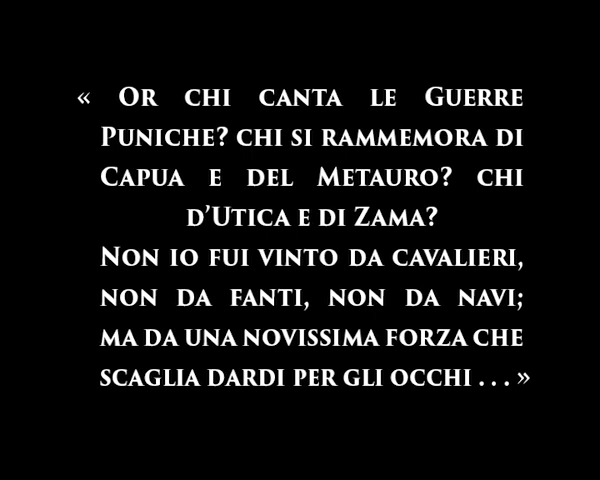 « Or chi canta le Guerre
Puniche? chi si rammemora di
Capua e del Metauro? chi
d’Utica e di Zama?
Non io fui vinto da cavalieri,
non da fanti, non da navi;
ma da una novissima forza che
scaglia dardi per gli occhi . . . »